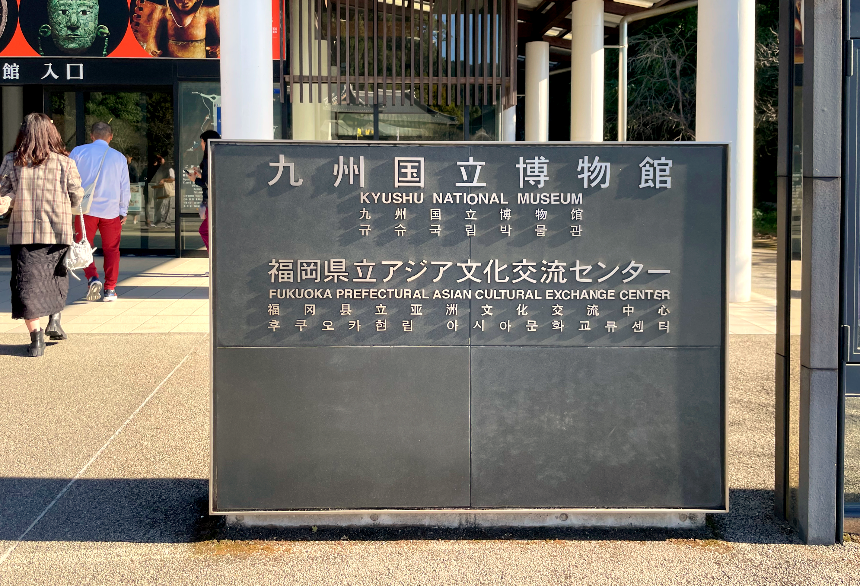 館 入口
九州国立博物館
KYUSHU NATIONAL MUSEUM
九州国立博物馆
규슈국립박물관
福岡県立アジア文化交流センター
FUKUOKA PREFECTURAL ASIAN CULTURAL EXCHANGE CENTER
福冈县立亚洲文化交流中心
후쿠오카현립 아시아문화교류센터